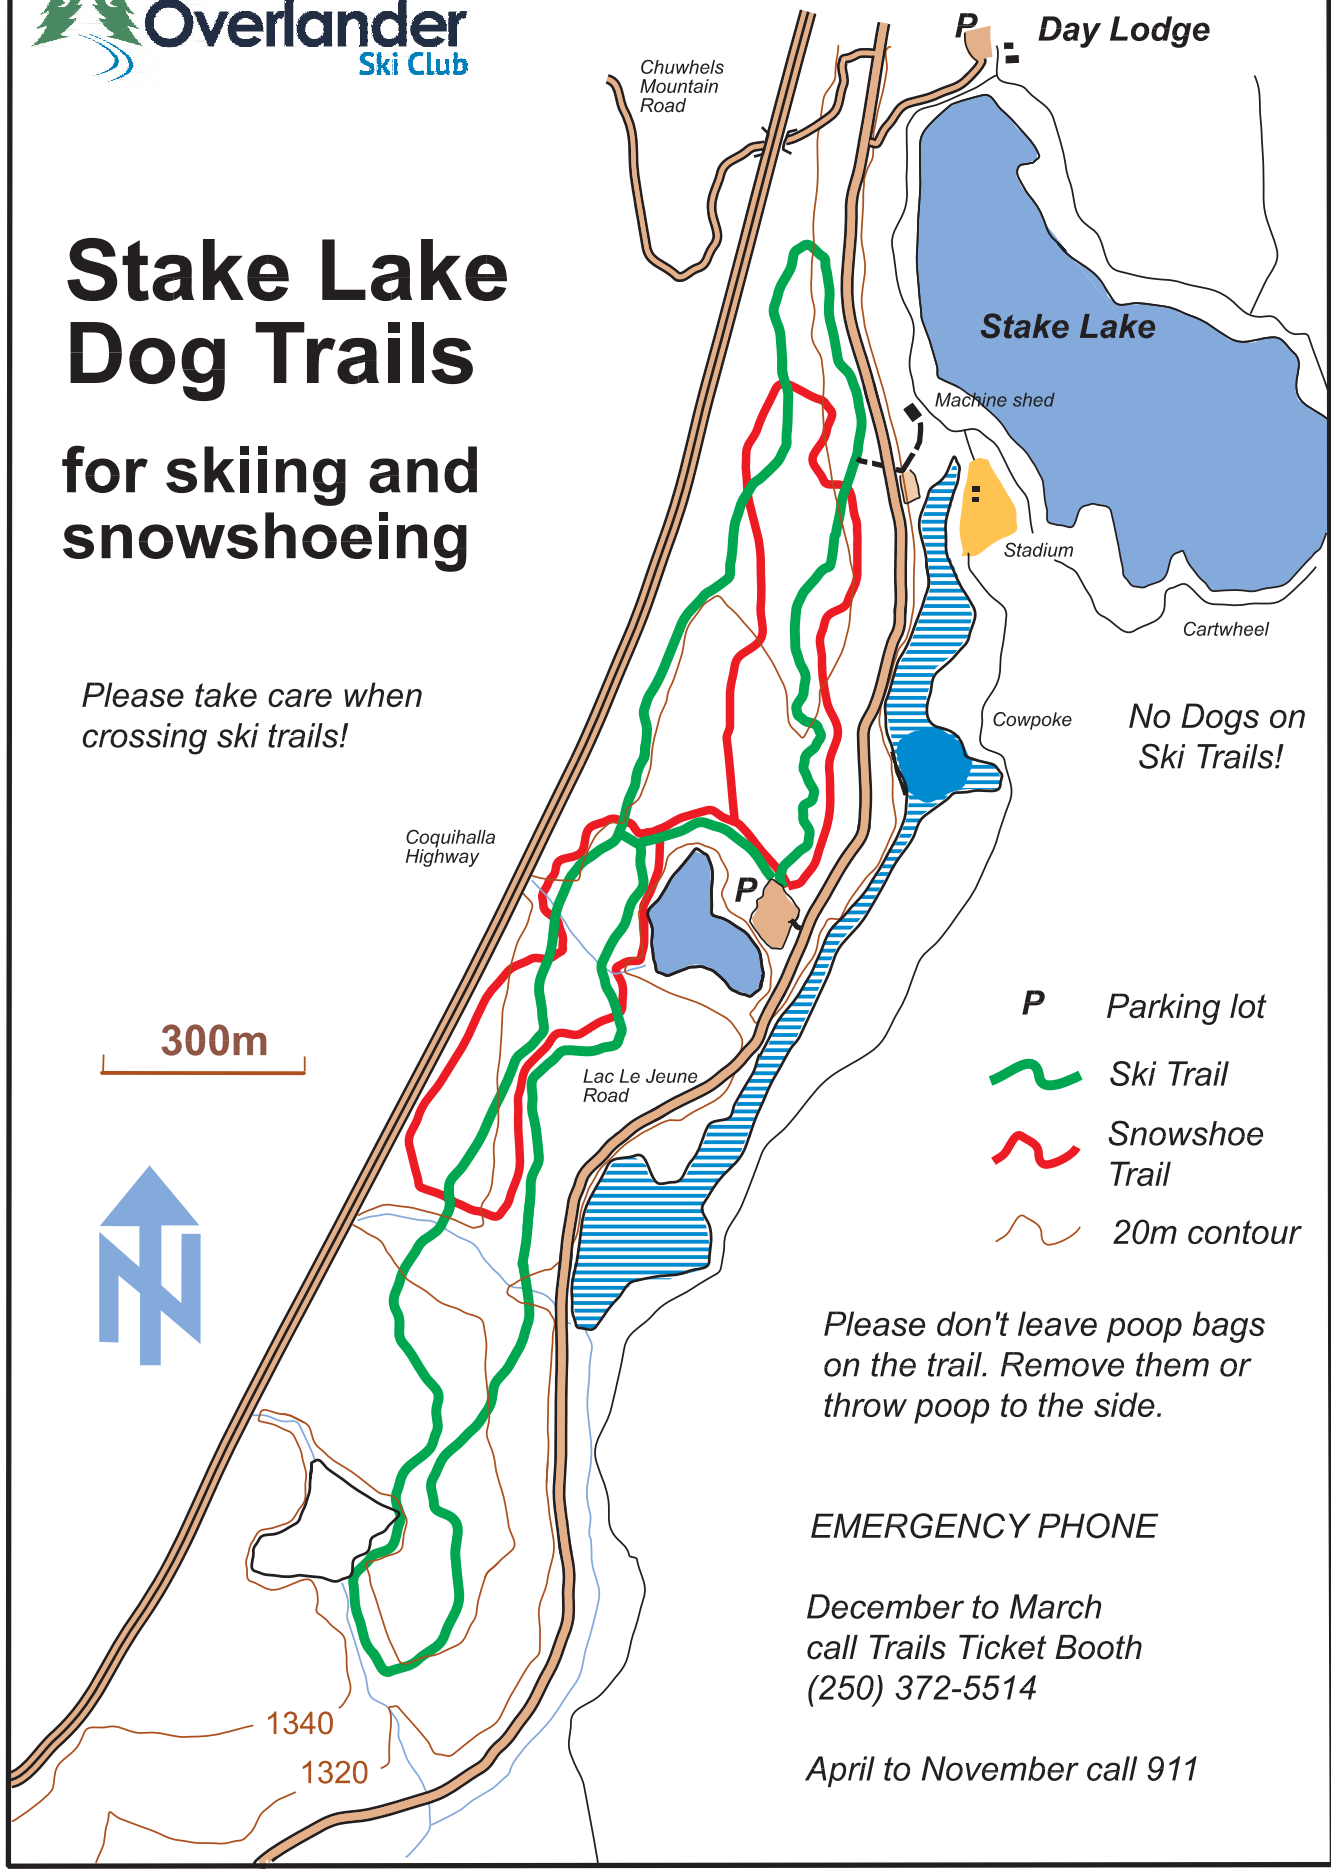 Overlander
Ski Club
P
Day Lodge
Chuwhels
Mountain
Road
Stake Lake
Dog Trails
for skiing and
snowshoeing
Stake Lake
Machine shed
Stadium
Cartwheel
Please take care when
crossing ski trails!
Cowpoke
No Dogs on
Ski Trails!
Coquihalla
Highway
P
300m
P
Parking lot
Ski Trail
Lac Le Jeune
Road
Snowshoe
Trail
20m contour
N
Please don't leave poop bags
on the trail. Remove them or
throw poop to the side.
EMERGENCY PHONE
December to March
call Trails Ticket Booth
(250) 372-5514
1340
1320
April to November call 911